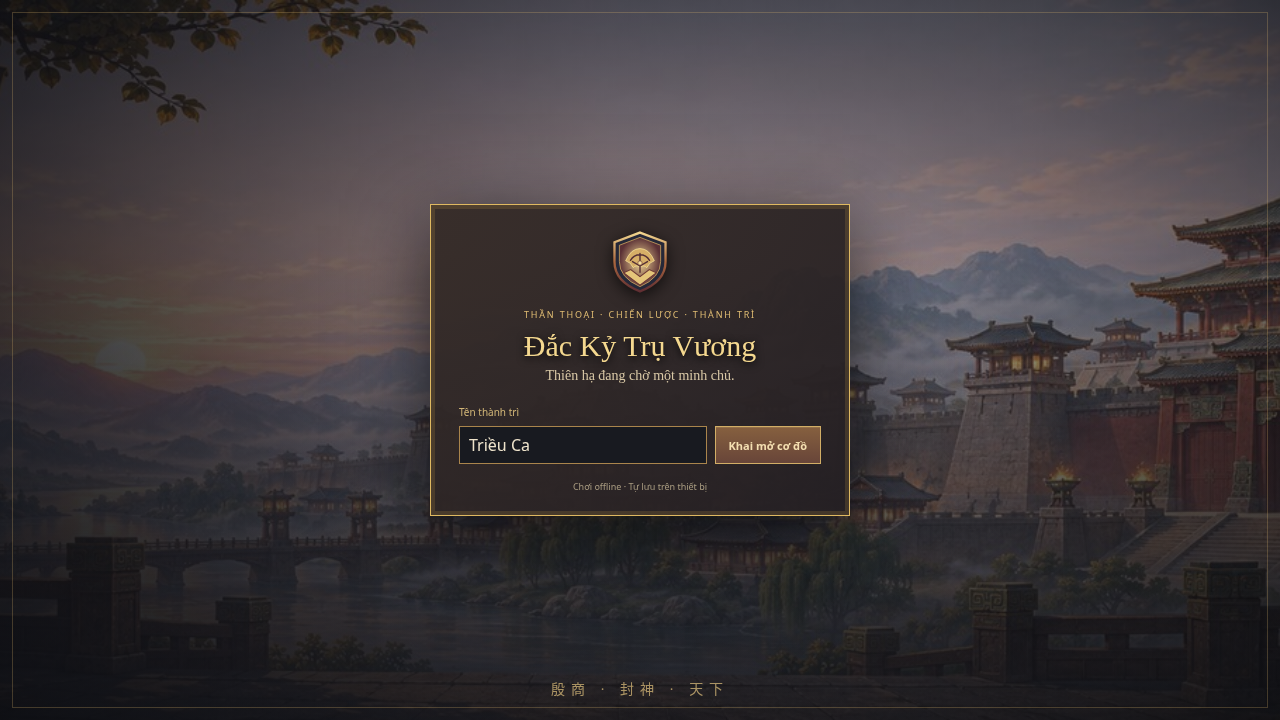 THẦN THOẠI · CHIẾN LƯỢC · THÀNH TRÌ
Đắc Kỷ Trụ Vương
Thiên hạ đang chờ một minh chủ.
Tên thành trì
Triều Ca
Khai mở cơ đồ
Chơi offline · Tự lưu trên thiết bị
殷商 · 封神 · 天下